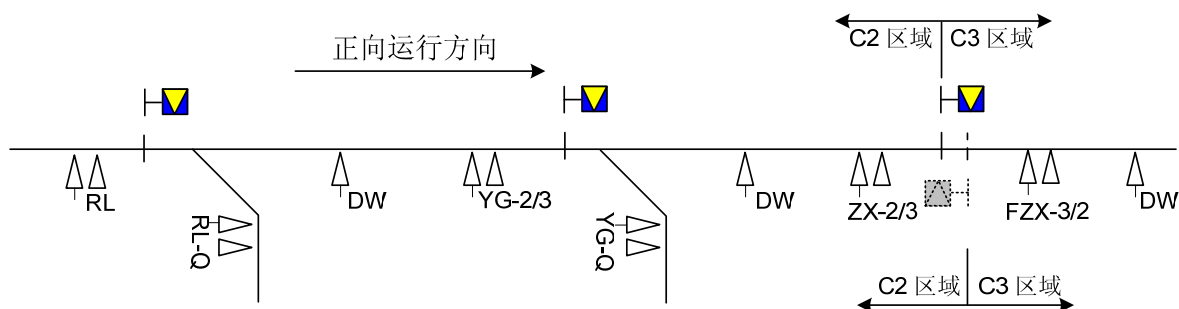 C2 区域
C3 区域
正向运行方向
RL
DW
YG-2/3
DW
ZX-2/3
FZX-3/2
DW
RL-Q
YG-Q
C2 区域
C3 区域